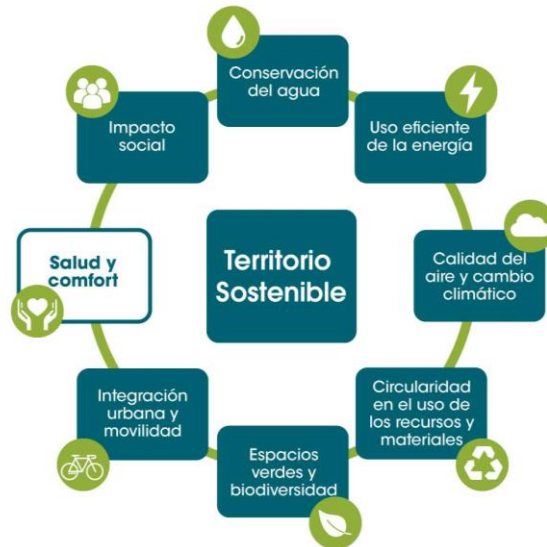 Conservación
del agua
Uso eficiente
de la energía
Calidad del
aire y cambio
climático
Circularidad
en el uso de
los recursos y
materiales
Espacios
verdes y
biodiversidad
Integración
urbana y
movilidad
Salud y
comfort
Impacto
social
Territorio
Sostenible